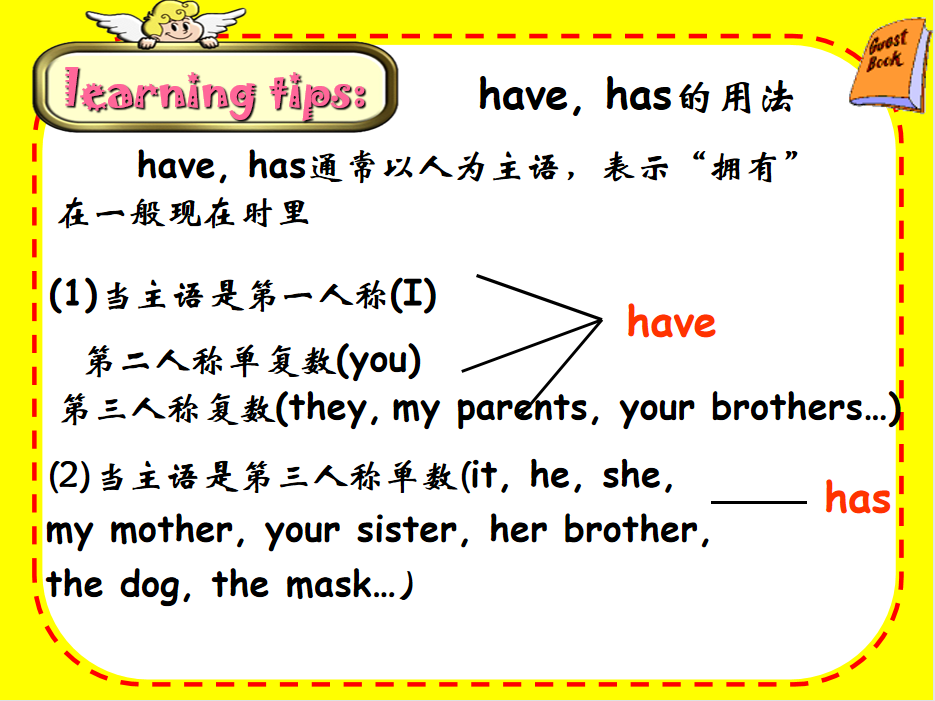 learning tips:
have, has的用法
Guest
Book
have, has通常以人为主语，表示“拥有”
在一般现在时里
(1)当主语是第一人称(I)
have
第二人称单复数(you)
第三人称复数(they, my parents, your brothers…)
(2)当主语是第三人称单数(it, he, she,
has
my mother, your sister, her brother,
the dog, the mask…)